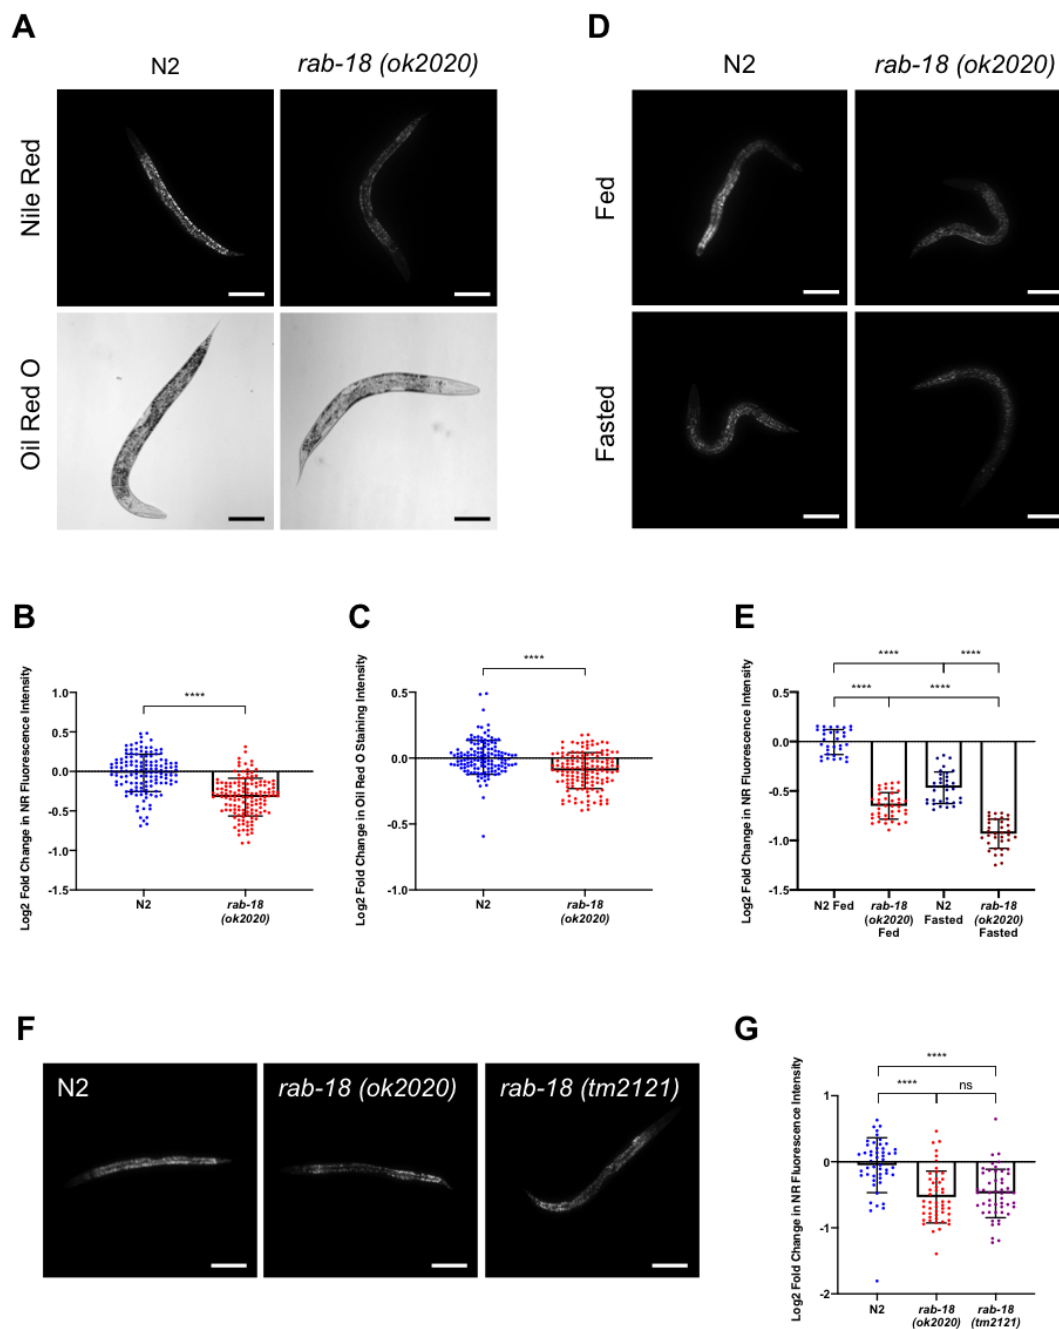 A
N2
rab-18 (ok2020)
Nile Red
Oil Red O
D
N2
rab-18 (ok2020)
Fed
Fasted
B
Log2 Fold Change in NR Fluorescence Intensity
1.0
0.5
0.0
-0.5
-1.0
-1.5
****
N2
rab-18
(ok2020)
C
Log2 Fold Change in Oil Red O Staining Intensity
0.5
0.0
-0.5
-1.0
****
N2
rab-18
(ok2020)
E
Log2 Fold Change in NR Fluorescence Intensity
0.5
0.0
-0.5
-1.0
-1.5
**** ****
**** ****
N2 Fed
rab-18
(ok2020)
Fed
N2
Fasted
rab-18
(ok2020)
Fasted
F
N2
rab-18 (ok2020)
rab-18 (tm2121)
G
Log2 Fold Change in NR Fluorescence Intensity
1
0
-1
-2
****
**** ns
N2
rab-18
(ok2020)
rab-18
(tm2121)